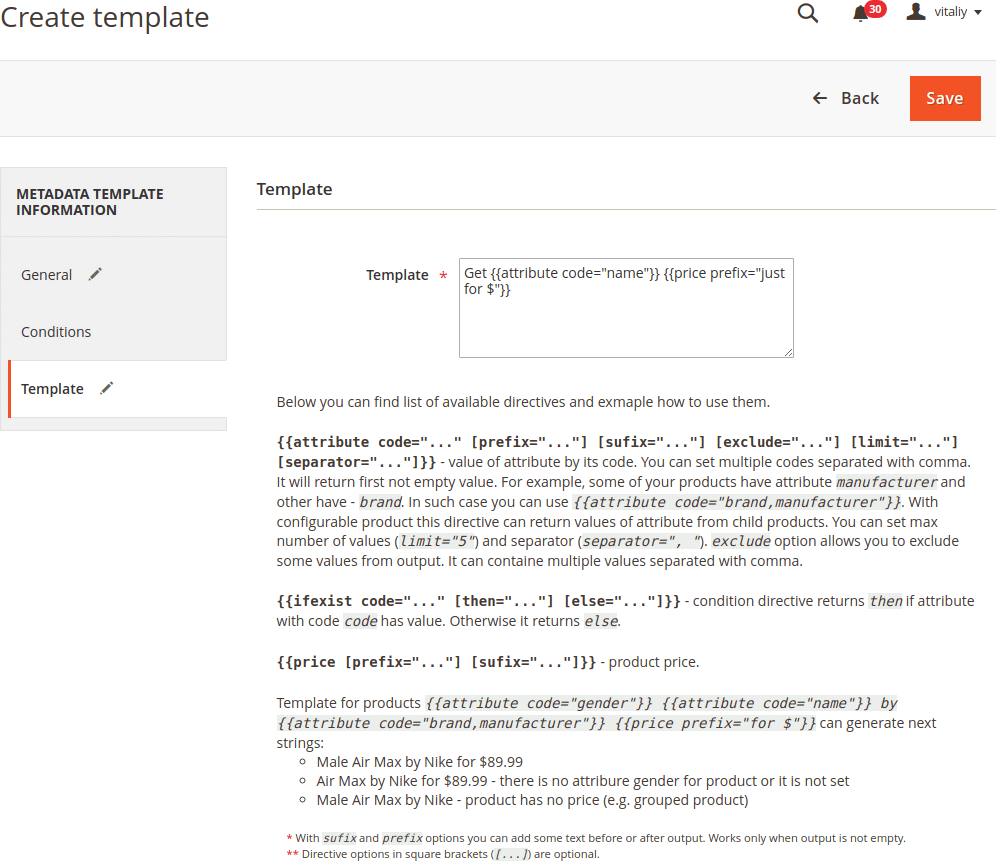 Create template
30
vitaliy
Back
Save
METADATA TEMPLATE
INFORMATION
General
Conditions
Template
Template
Template *
Get {{attribute code="name"}} {{price prefix="just
for $"}}
Below you can find list of available directives and exmaple how to use them.
{{attribute code="..." [prefix="..."] [sufix="..."] [exclude="..."] [limit="..."]
[separator="..."]}} - value of attribute by its code. You can set multiple codes separated with comma.
It will return first not empty value. For example, some of your products have attribute manufacturer and
other have - brand. In such case you can use {{attribute code="brand,manufacturer"}}. With
configurable product this directive can return values of attribute from child products. You can set max
number of values (limit="5") and separator (separator=", "). exclude option allows you to exclude
some values from output. It can containe multiple values separated with comma.
{{ifexist code="..." [then="..."] [else="..."]}} - condition directive returns then if attribute
with code code has value. Otherwise it returns else.
{{price [prefix="..."] [sufix="..."]}} - product price.
Template for products {{attribute code="gender"}} {{attribute code="name"}} by
{{attribute code="brand,manufacturer"}} {{price prefix="for $"}} can generate next
strings:
Male Air Max by Nike for $89.99
Air Max by Nike for $89.99 - there is no attribure gender for product or it is not set
Male Air Max by Nike - product has no price (e.g. grouped product)
* With sufix and prefix options you can add some text before or after output. Works only when output is not empty.
** Directive options in square brackets ([...]) are optional.